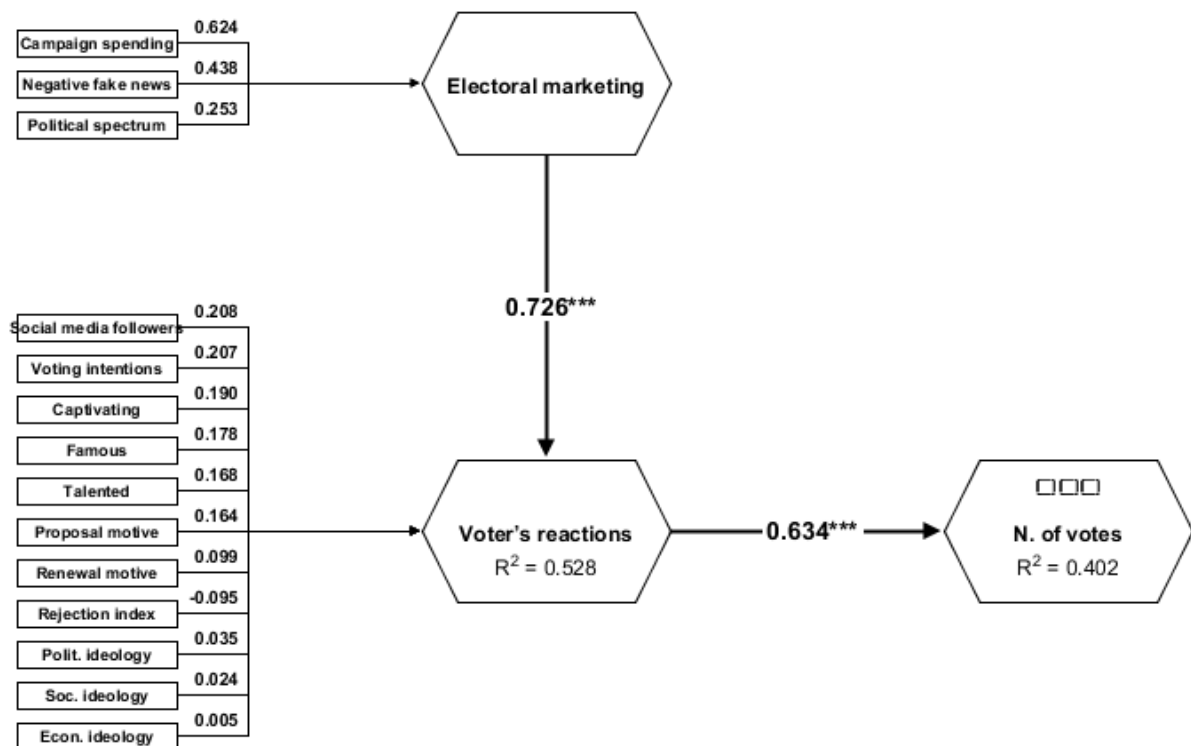 0.624
Campaign spending
0.438
Negative fake news
0.253
Political spectrum
Electoral marketing
0.726***
0.208
Social media followers
0.207
Voting intentions
0.190
Captivating
0.178
Famous
0.168
Talented
0.164
Proposal motive
0.099
Renewal motive
-0.095
Rejection index
0.035
Polit. ideology
0.024
Soc. ideology
0.005
Econ. ideology
Voter's reactions
R² = 0.528
0.634***
N. of votes
R² = 0.402